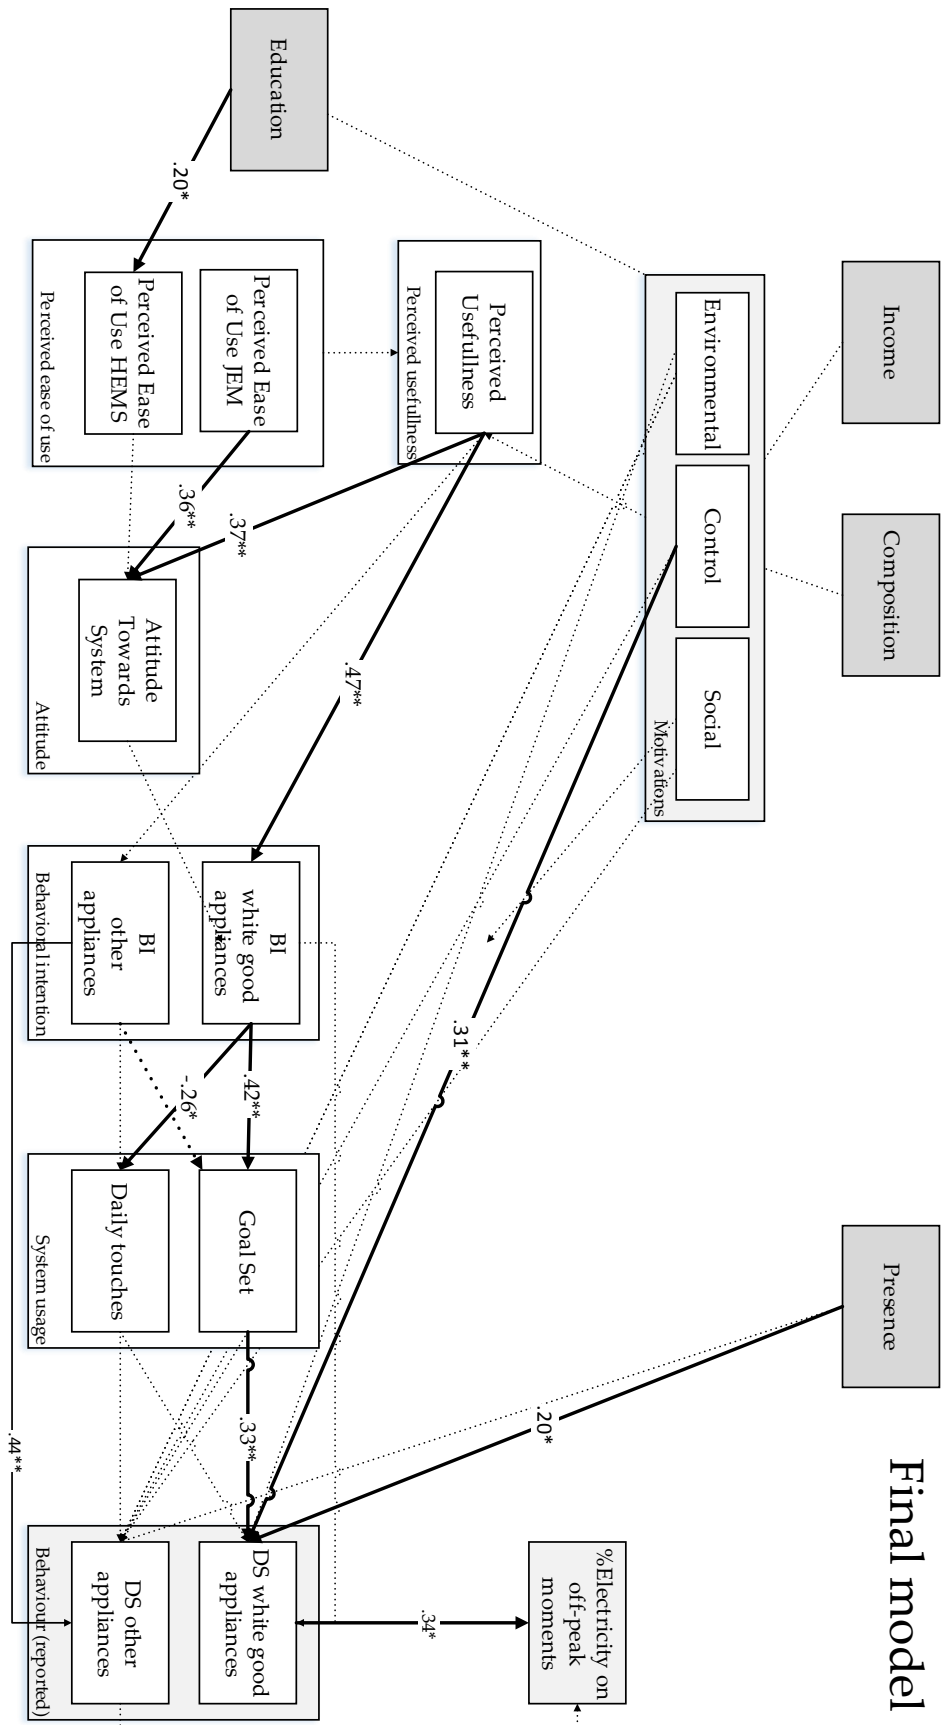 Final model
Income
Composition
Presence
Environmental
Control
Social
Motivations
%Electricity on
off-peak
moments
.20*
.34*
.31**
Perceived
Usefullness
Perceived usefullness
.47**
.37**
Education
.20*
Perceived Ease
of Use JEM
Perceived Ease
of Use HEMS
Perceived ease of use
.36**
Attitude
Towards
System
Attitude
BI
white good
appliances
BI
other
appliances
Behavioral intention
.42**
-.26*
Goal Set
Daily touches
System usage
.33**
DS white good
appliances
DS other
appliances
Behaviour (reported)
.44**